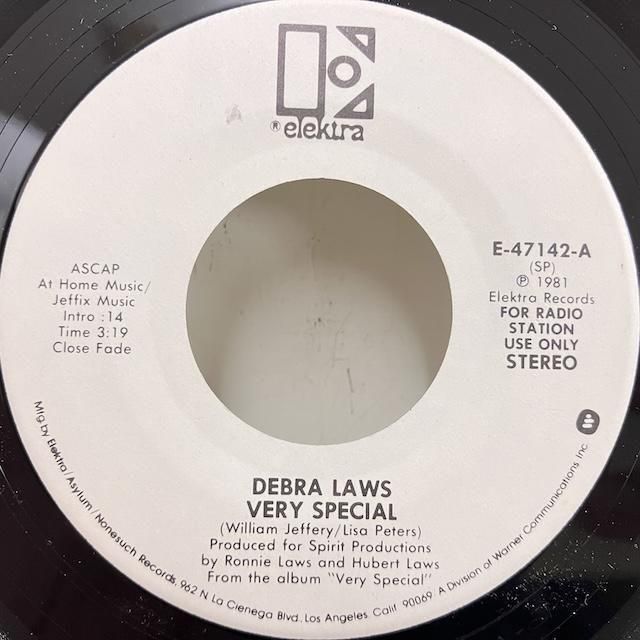 ® elektra
ASCAP
At Home Music/
Jeffix Music
Intro :14
Time 3:19
Close Fade
E-47142-A
(SP)
℗ 1981
Elektra Records
FOR RADIO
STATION
USE ONLY
STEREO
DEBRA LAWS
VERY SPECIAL
(William Jeffery/Lisa Peters)
Produced for Spirit Productions
by Ronnie Laws and Hubert Laws
From the album "Very Special"
Mfg by Elektra/Asylum/Nonesuch Records, 962 N La Cienega Blvd., Los Angeles, Calif. 90069. A Division of Warner Communications Inc.